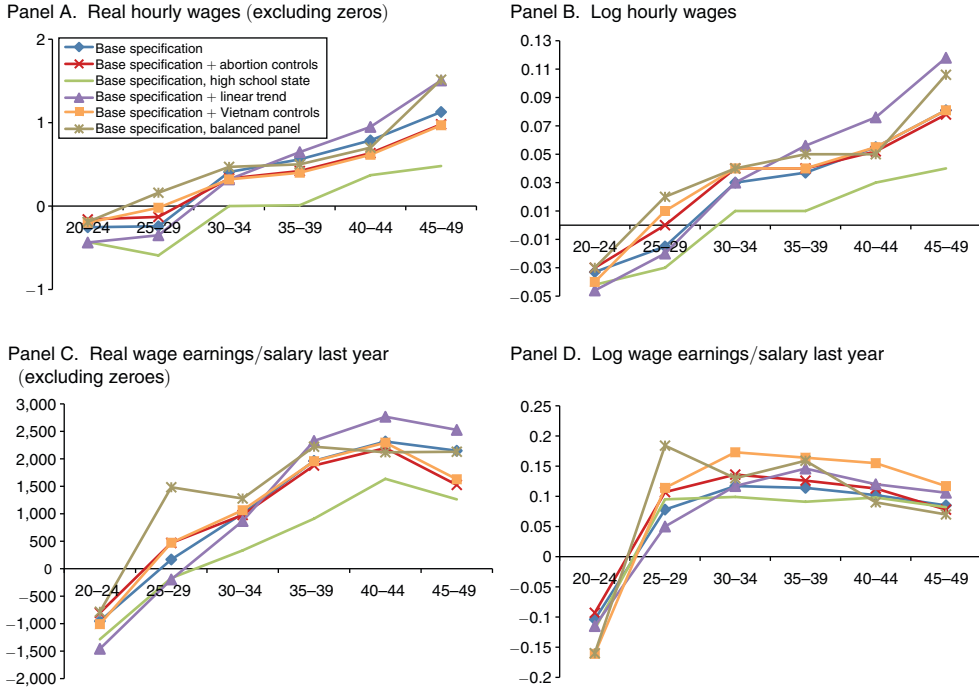 Panel A. Real hourly wages (excluding zeros)
2
1
0
−1
Base specification
Base specification + abortion controls
Base specification, high school state
Base specification + linear trend
Base specification + Vietnam controls
Base specification, balanced panel
20–24 25–29 30–34 35–39 40–44 45–49
Panel B. Log hourly wages
0.13
0.11
0.09
0.07
0.05
0.03
0.01
−0.01
−0.03
−0.05
20–24 25–29 30–34 35–39 40–44 45–49
Panel C. Real wage earnings/salary last year
(excluding zeroes)
3,000
2,500
2,000
1,500
1,000
500
0
−500
−1,000
−1,500
−2,000
20–24 25–29 30–34 35–39 40–44 45–49
Panel D. Log wage earnings/salary last year
0.25
0.2
0.15
0.1
0.05
0
−0.05
−0.1
−0.15
−0.2
20–24 25–29 30–34 35–39 40–44 45–49